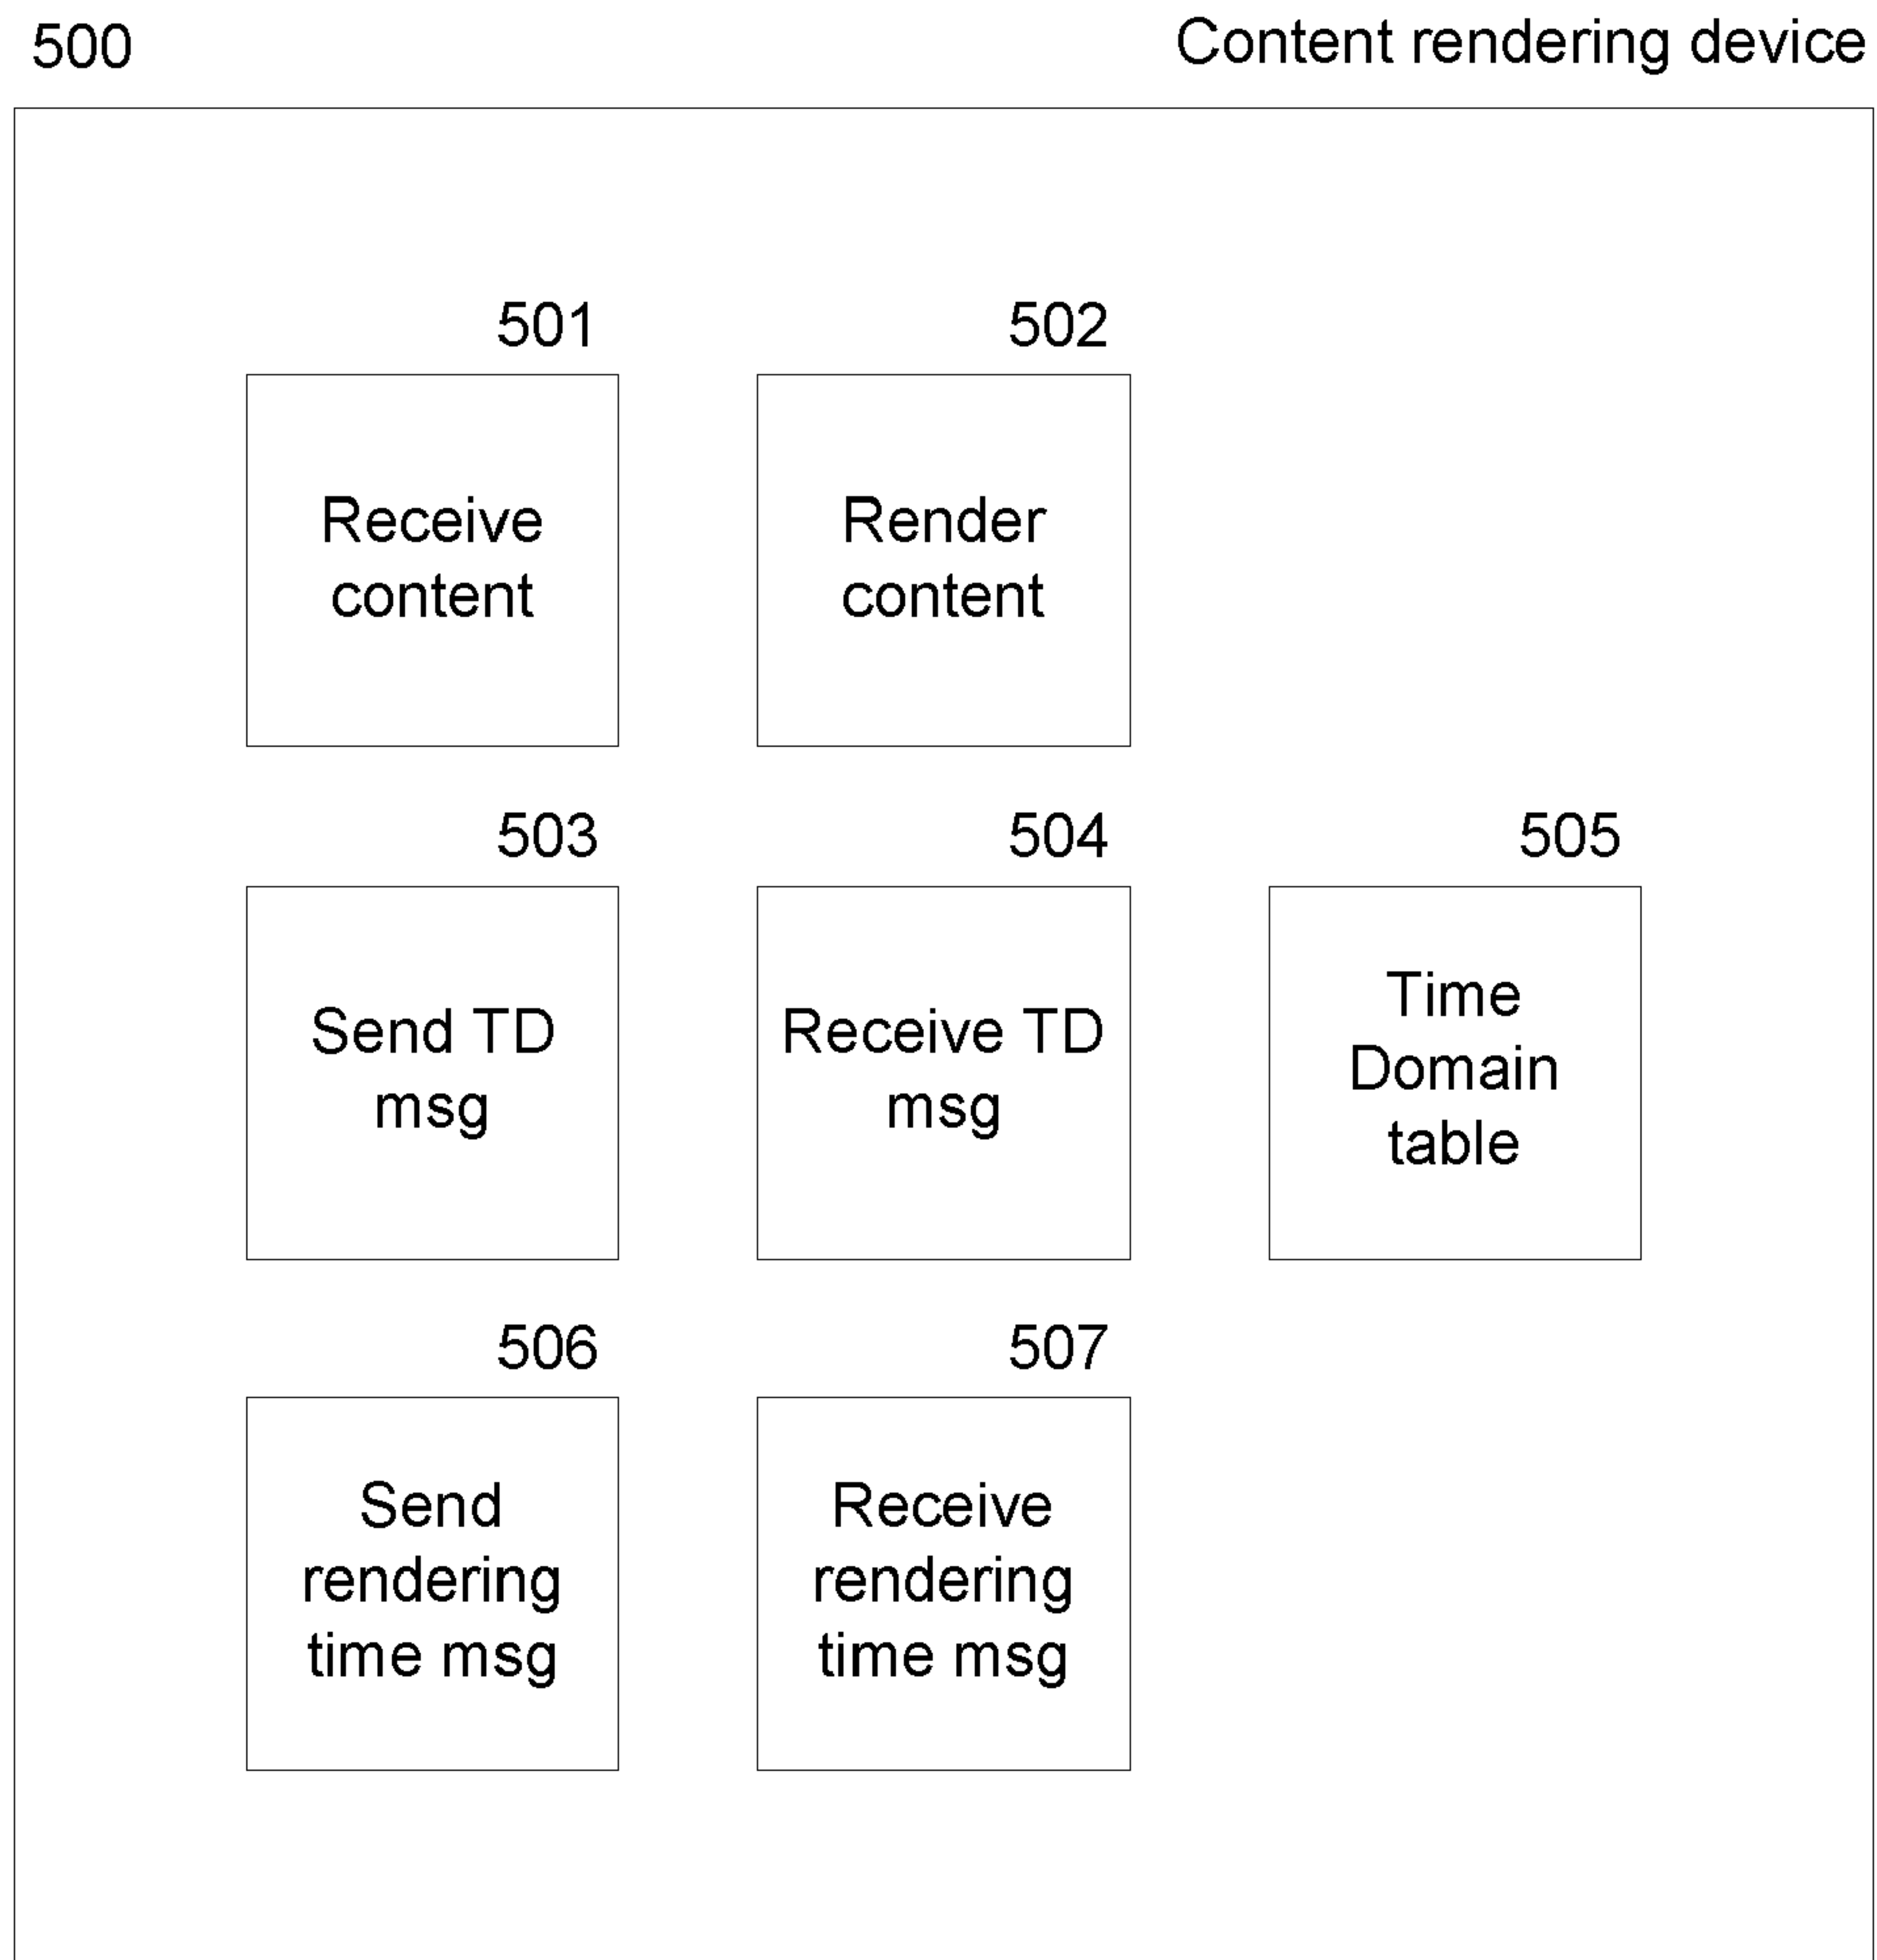 500
Content rendering device
501
502
Receive
content
Render
content
503
504
505
Send TD
msg
Receive TD
msg
Time
Domain
table
506
507
Send
rendering
time msg
Receive
rendering
time msg